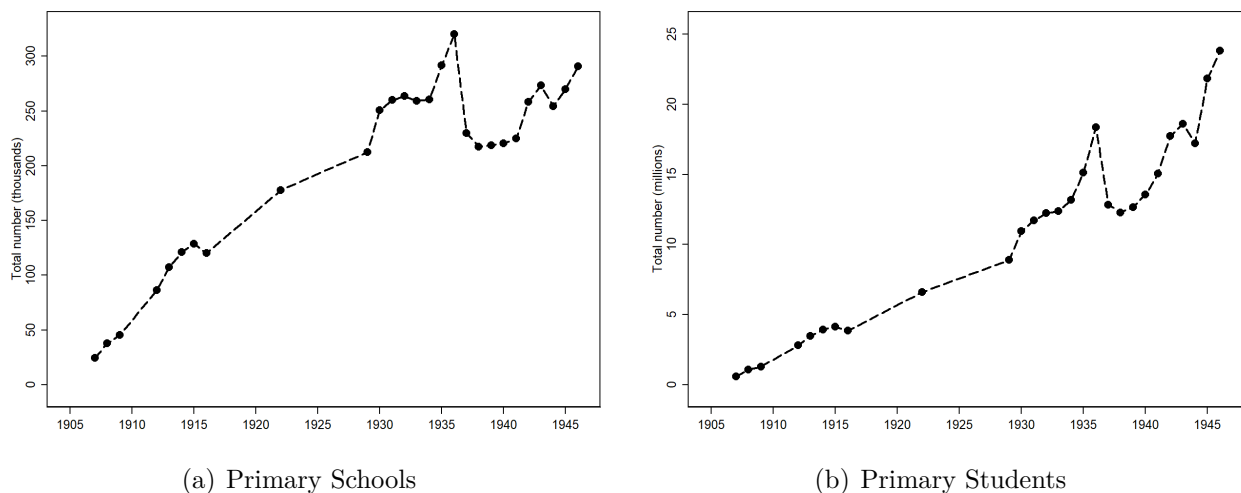 Total number (thousands)
0
50
100
150
200
250
300
1905 1910 1915 1920 1925 1930 1935 1940 1945
(a) Primary Schools
Total number (millions)
0
5
10
15
20
25
1905 1910 1915 1920 1925 1930 1935 1940 1945
(b) Primary Students